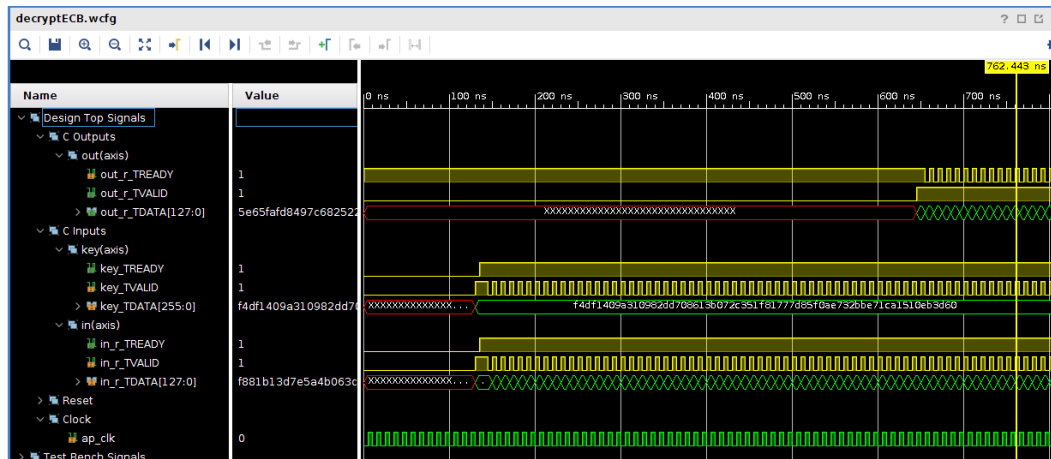 decryptECB.wcfg
762.443 ns
Name Value 0 ns 100 ns 200 ns 300 ns 400 ns 500 ns 600 ns 700 ns
Design Top Signals
C Outputs
out(axis)
out_r_TREADY 1
out_r_TVALID 1
out_r_TDATA[127:0] 5e65fafd8497c682522 XXXXXXXXXXXXXXXXXXXXXXXXXXXXXXXX
C Inputs
key(axis)
key_TREADY 1
key_TVALID 1
key_TDATA[255:0] f4df1409a310982dd70 XXXXXXXXXXXXXX... f4df1409a310982dd708613b072c351f81777d85f0ae732bbe71ca1510eb3d60
in(axis)
in_r_TREADY 1
in_r_TVALID 1
in_r_TDATA[127:0] f881b13d7e5a4b063c XXXXXXXXXXXXXX...
Reset
Clock
ap_clk 0
Test Bench Signals